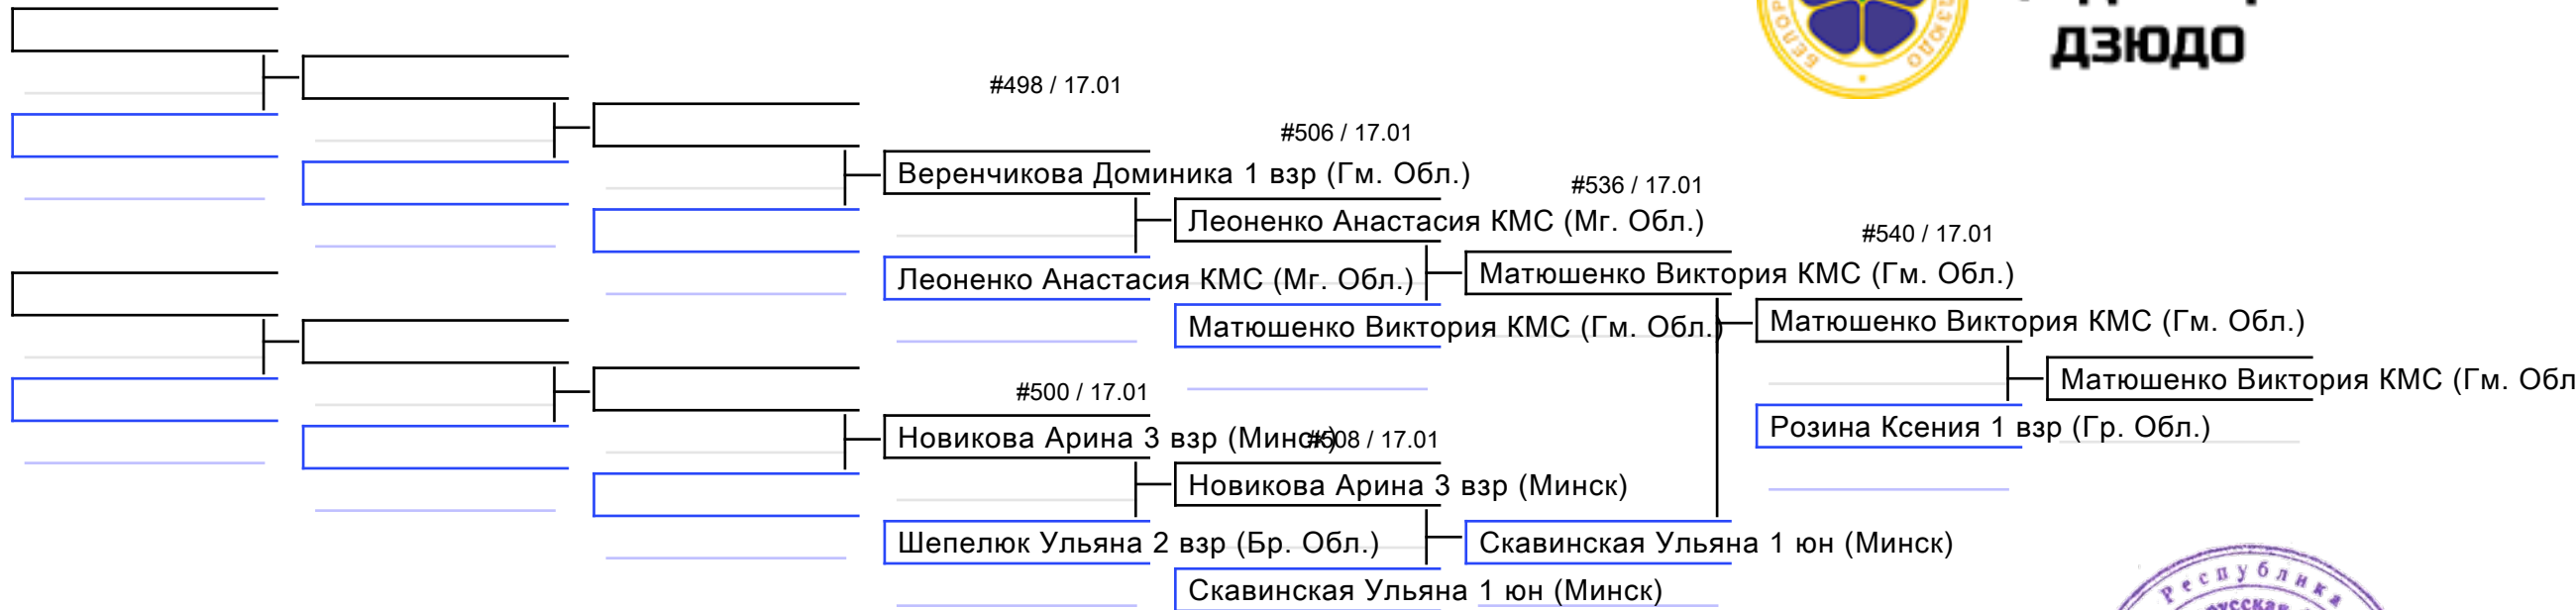 ДЗЮДО
#498 / 17.01
#506 / 17.01
Веренчикова Доминика 1 взр (Гм. Обл.)
#536 / 17.01
Леоненко Анастасия КМС (Мг. Обл.)
#540 / 17.01
Леоненко Анастасия КМС (Мг. Обл.)
Матюшенко Виктория КМС (Гм. Обл.)
Матюшенко Виктория КМС (Гм. Обл.)
Матюшенко Виктория КМС (Гм. Обл.)
Матюшенко Виктория КМС (Гм. Обл
#500 / 17.01
Розина Ксения 1 взр (Гр. Обл.)
Новикова Арина 3 взр (Минск)
#508 / 17.01
Новикова Арина 3 взр (Минск)
Шепелюк Ульяна 2 взр (Бр. Обл.)
Скавинская Ульяна 1 юн (Минск)
Скавинская Ульяна 1 юн (Минск)
Республика